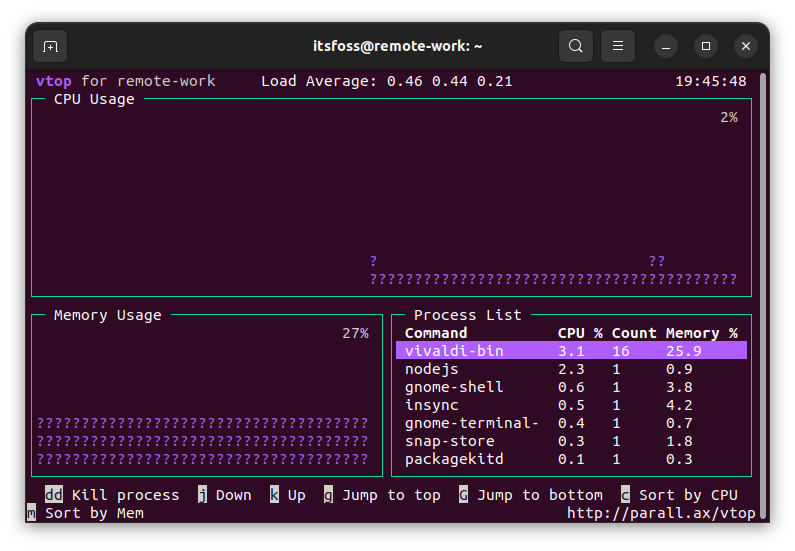 itsfoss@remote-work: ~
vtop for remote-work Load Average: 0.46 0.44 0.21 19:45:48
CPU Usage
2%
? ??
?????????????????????????????????????????
Memory Usage
27%
?????????????????????????????????????
?????????????????????????????????????
?????????????????????????????????????
Process List
Command CPU % Count Memory %
vivaldi-bin 3.1 16 25.9
nodejs 2.3 1 0.9
gnome-shell 0.6 1 3.8
insync 0.5 1 4.2
gnome-terminal- 0.4 1 0.7
snap-store 0.3 1 1.8
packagekitd 0.1 1 0.3
dd Kill process j Down k Up g Jump to top G Jump to bottom c Sort by CPU
m Sort by Mem http://parall.ax/vtop